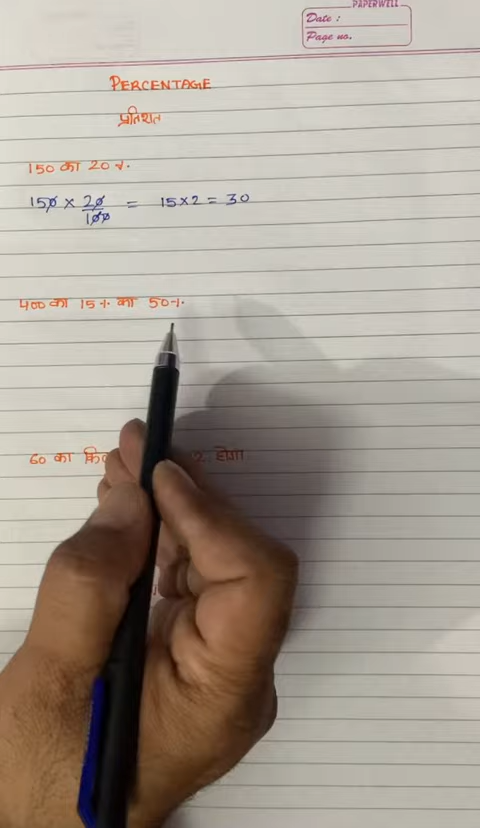 PAPERWELL
Date :
Page no.
PERCENTAGE
प्रतिशत
150 का 20 %.
150 × 20/100 = 15×2 = 30
400 का 15 %. का 50%.
60 का 12 होगा